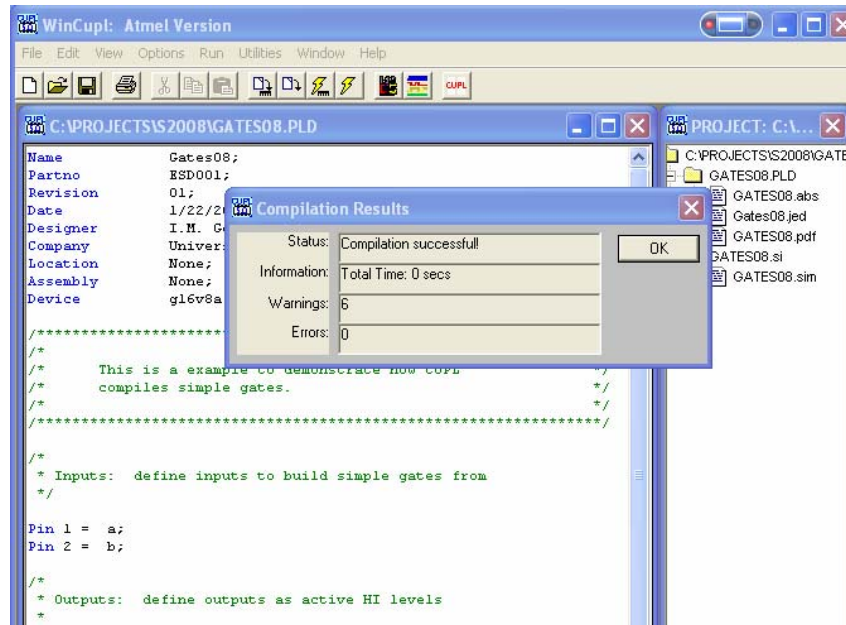 WinCupl: Atmel Version
File Edit View Options Run Utilities Window Help
CUPL
C:\PROJECTS\S2008\GATES08.PLD
Name Gates08;
Partno ESD001;
Revision 01;
Date 1/22/2
Designer I.M. G
Company Univer
Location None;
Assembly None;
Device g16v8a
/*
/* This is a example to demonstrate how CUPL */
/* compiles simple gates. */
/* */
/*
* Inputs: define inputs to build simple gates from
*/
Pin 1 = a;
Pin 2 = b;
/*
* Outputs: define outputs as active HI levels
*
Compilation Results
Status: Compilation successful!
Information: Total Time: 0 secs
Warnings: 6
Errors: 0
OK
PROJECT: C:\...
C:\PROJECTS\S2008\GATE
GATES08.PLD
GATES08.abs
Gates08.jed
GATES08.pdf
GATES08.si
GATES08.sim